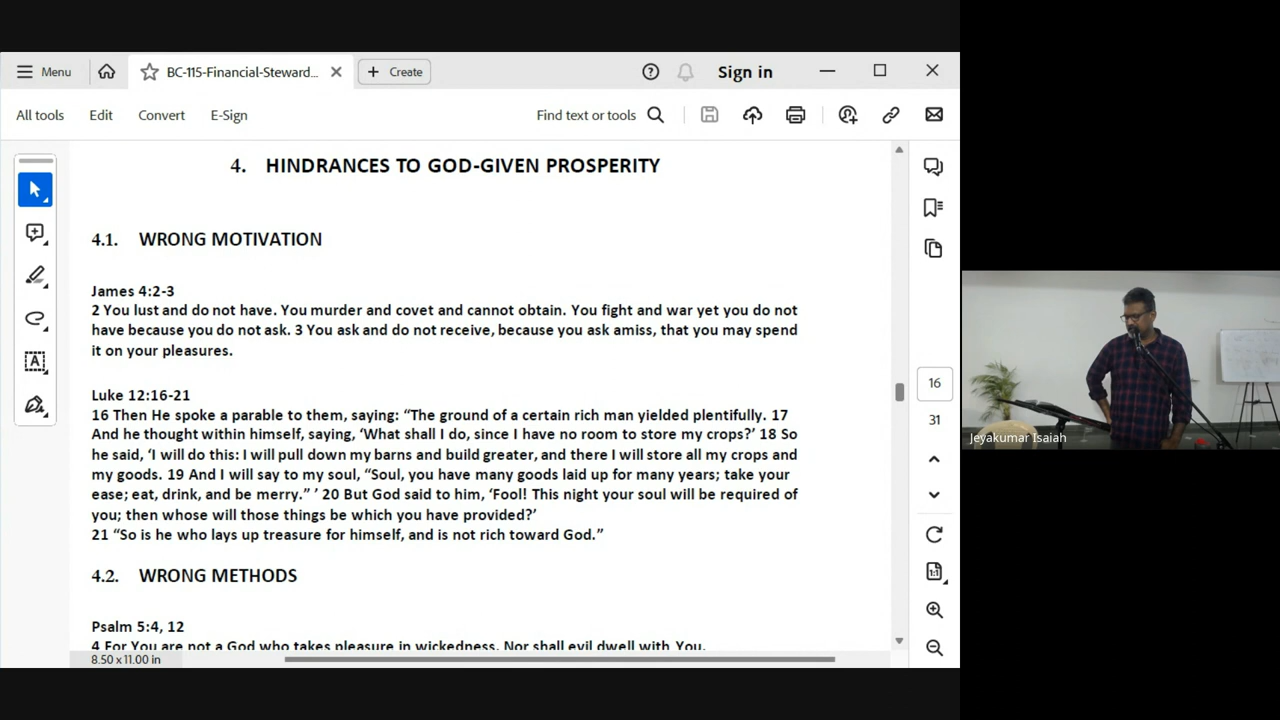 Menu
BC-115-Financial-Steward...
Create
Sign in
All tools
Edit
Convert
E-Sign
Find text or tools
4. HINDRANCES TO GOD-GIVEN PROSPERITY
4.1. WRONG MOTIVATION
James 4:2-3
2 You lust and do not have. You murder and covet and cannot obtain. You fight and war yet you do not
have because you do not ask. 3 You ask and do not receive, because you ask amiss, that you may spend
it on your pleasures.
Luke 12:16-21
16 Then He spoke a parable to them, saying: “The ground of a certain rich man yielded plentifully. 17
And he thought within himself, saying, ‘What shall I do, since I have no room to store my crops?’ 18 So
he said, ‘I will do this: I will pull down my barns and build greater, and there I will store all my crops and
my goods. 19 And I will say to my soul, “Soul, you have many goods laid up for many years; take your
ease; eat, drink, and be merry.” ’ 20 But God said to him, ‘Fool! This night your soul will be required of
you; then whose will those things be which you have provided?’
21 “So is he who lays up treasure for himself, and is not rich toward God.”
4.2. WRONG METHODS
Psalm 5:4, 12
4 For You are not a God who takes pleasure in wickedness, Nor shall evil dwell with You.
8.50 x 11.00 in
16
31
Jeyakumar Isaiah